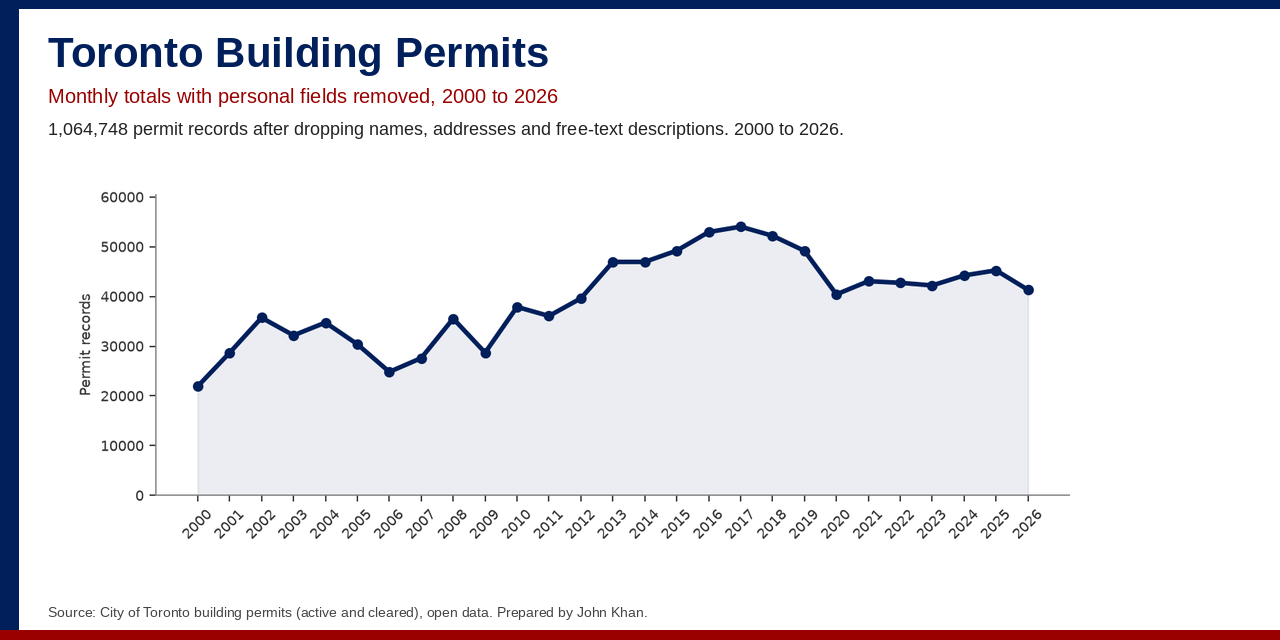 Toronto Building Permits
Monthly totals with personal fields removed, 2000 to 2026
1,064,748 permit records after dropping names, addresses and free-text descriptions. 2000 to 2026.
60000
50000
40000
30000
20000
10000
0
Permit records
2000 2001 2002 2003 2004 2005 2006 2007 2008 2009 2010 2011 2012 2013 2014 2015 2016 2017 2018 2019 2020 2021 2022 2023 2024 2025 2026
Source: City of Toronto building permits (active and cleared), open data. Prepared by John Khan.